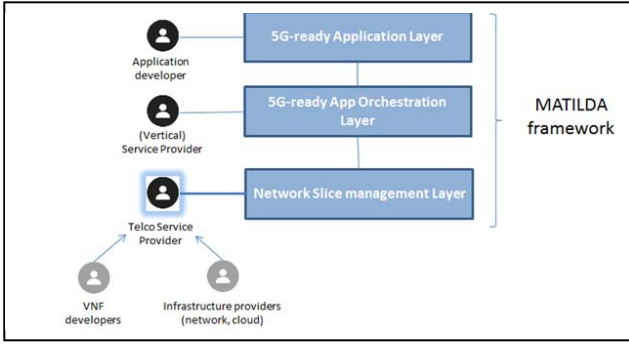 5G-ready Application Layer
Application
developer
5G-ready App Orchestration
Layer
(Vertical)
Service Provider
MATILDA
framework
Network Slice management Layer
Telco Service
Provider
VNF
developers
Infrastructure providers
(network, cloud)